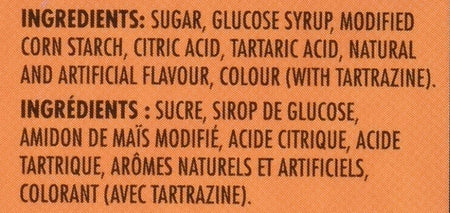 INGREDIENTS: SUGAR, GLUCOSE SYRUP, MODIFIED
CORN STARCH, CITRIC ACID, TARTARIC ACID, NATURAL
AND ARTIFICIAL FLAVOUR, COLOUR (WITH TARTRAZINE).
INGRÉDIENTS : SUCRE, SIROP DE GLUCOSE,
AMIDON DE MAÏS MODIFIÉ, ACIDE CITRIQUE, ACIDE
TARTRIQUE, ARÔMES NATURELS ET ARTIFICIELS,
COLORANT (AVEC TARTRAZINE).